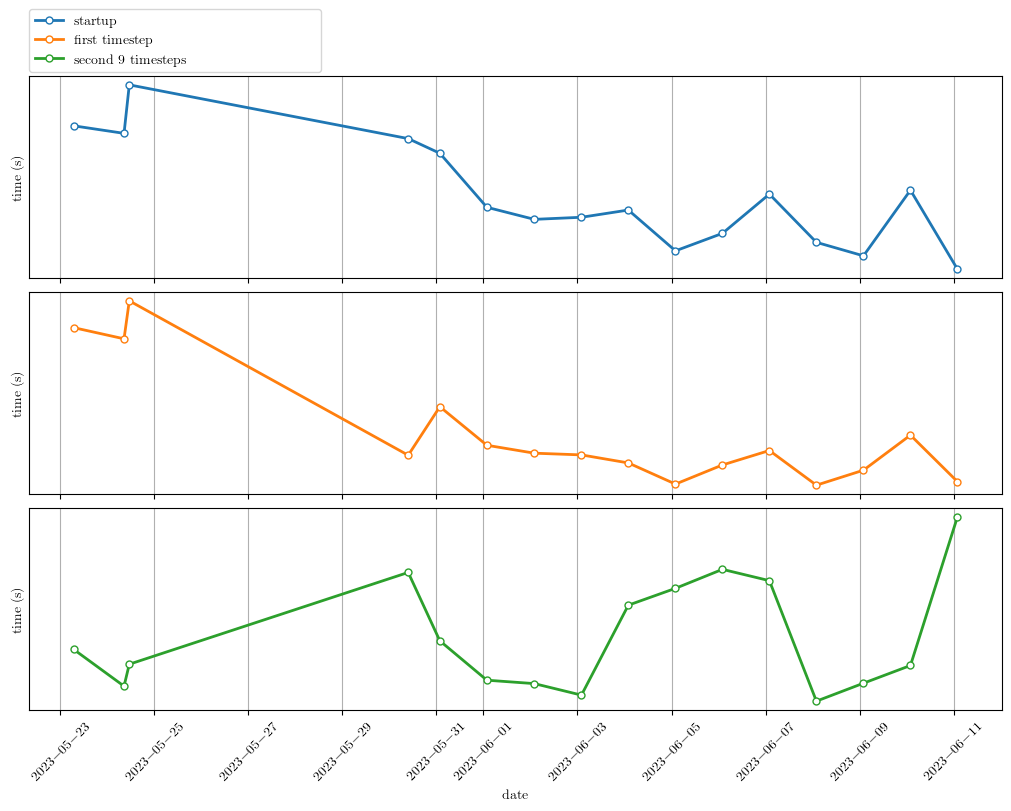 startup
first timestep
second 9 timesteps
time (s)
time (s)
time (s)
2023−05−23
2023−05−25
2023−05−27
2023−05−29
2023−05−31
2023−06−01
2023−06−03
2023−06−05
2023−06−07
2023−06−09
2023−06−11
date